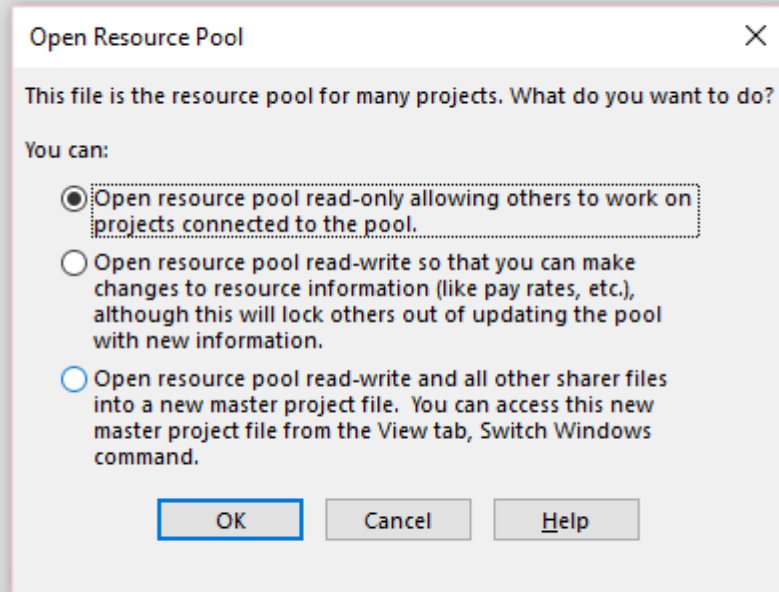 Open Resource Pool
This file is the resource pool for many projects. What do you want to do?
You can:
Open resource pool read-only allowing others to work on
projects connected to the pool.
Open resource pool read-write so that you can make
changes to resource information (like pay rates, etc.),
although this will lock others out of updating the pool
with new information.
Open resource pool read-write and all other sharer files
into a new master project file.  You can access this new
master project file from the View tab, Switch Windows
command.
OK Cancel Help